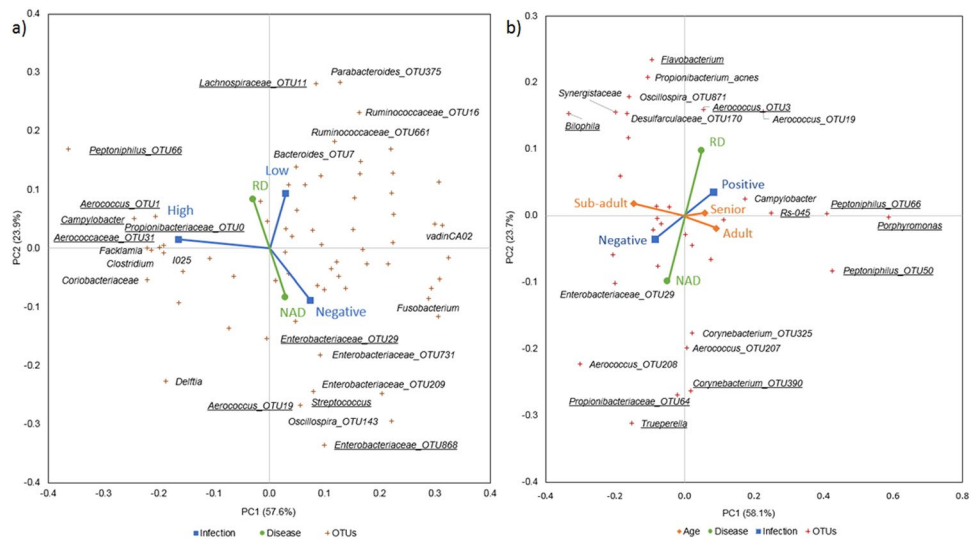 a)
0.4
0.3
0.2
0.1
0.0
-0.1
-0.2
-0.3
-0.4
PC2 (23.9%)
Lachnospiraceae_OTU11
Parabacteroides_OTU375
Ruminococcaceae_OTU16
Ruminococcaceae_OTU661
Bacteroides_OTU7
Peptoniphilus_OTU66
Low
RD
Aerococcus_OTU1
High
Campylobacter
Propionibacteriaceae_OTU0
Aerococcaceae_OTU31
Facklamia
I025
Clostridium
Coriobacteriaceae
vadinCA02
Fusobacterium
NAD
Negative
Enterobacteriaceae_OTU29
Enterobacteriaceae_OTU731
Delftia
Enterobacteriaceae_OTU209
Aerococcus_OTU19
Streptococcus
Oscillospira_OTU143
Enterobacteriaceae_OTU868
-0.4 -0.3 -0.2 -0.1 0.0 0.1 0.2 0.3 0.4
PC1 (57.6%)
Infection Disease OTUs
b)
0.3
0.2
0.1
0.0
-0.1
-0.2
-0.3
-0.4
PC2 (23.7%)
Flavobacterium
Propionibacterium_acnes
Synergistaceae
Oscillospira_OTU871
Aerococcus_OTU3
Bilophila
Desulfarculaceae_OTU170
Aerococcus_OTU19
RD
Positive
Sub-adult
Senior
Campylobacter
Rs-045
Peptoniphilus_OTU66
Porphyromonas
Adult
Negative
NAD
Peptoniphilus_OTU50
Enterobacteriaceae_OTU29
Corynebacterium_OTU325
Aerococcus_OTU207
Aerococcus_OTU208
Corynebacterium_OTU390
Propionibacteriaceae_OTU64
Trueperella
-0.4 -0.2 0.0 0.2 0.4 0.6 0.8
PC1 (58.1%)
Age Disease Infection OTUs